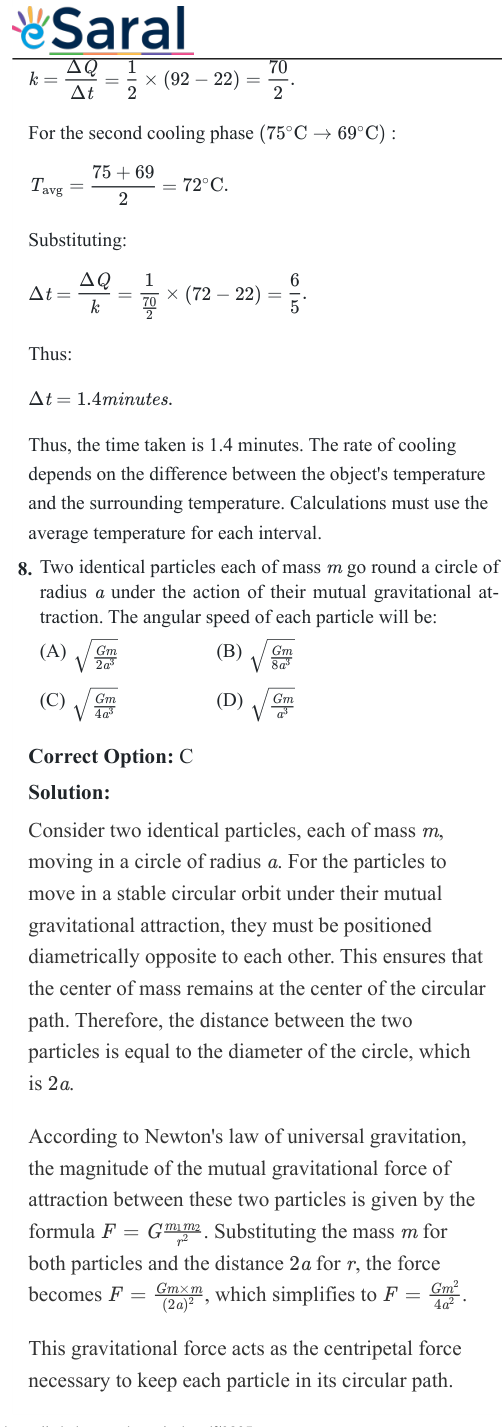 eSaral
k = ΔQ/Δt = 1/2 × (92 − 22) = 70/2.
For the second cooling phase (75°C → 69°C) :
T_avg = (75 + 69)/2 = 72°C.
Substituting:
Δt = ΔQ/k = 1/(70/2) × (72 − 22) = 6/5.
Thus:
Δt = 1.4minutes.
Thus, the time taken is 1.4 minutes. The rate of cooling
depends on the difference between the object's temperature
and the surrounding temperature. Calculations must use the
average temperature for each interval.
8. Two identical particles each of mass m go round a circle of
radius a under the action of their mutual gravitational at-
traction. The angular speed of each particle will be:
(A) √(Gm/2a³) (B) √(Gm/8a³)
(C) √(Gm/4a³) (D) √(Gm/a³)
Correct Option: C
Solution:
Consider two identical particles, each of mass m,
moving in a circle of radius a. For the particles to
move in a stable circular orbit under their mutual
gravitational attraction, they must be positioned
diametrically opposite to each other. This ensures that
the center of mass remains at the center of the circular
path. Therefore, the distance between the two
particles is equal to the diameter of the circle, which
is 2a.
According to Newton's law of universal gravitation,
the magnitude of the mutual gravitational force of
attraction between these two particles is given by the
formula F = G m₁m₂/r². Substituting the mass m for
both particles and the distance 2a for r, the force
becomes F = Gm×m/(2a)², which simplifies to F = Gm²/4a².
This gravitational force acts as the centripetal force
necessary to keep each particle in its circular path.